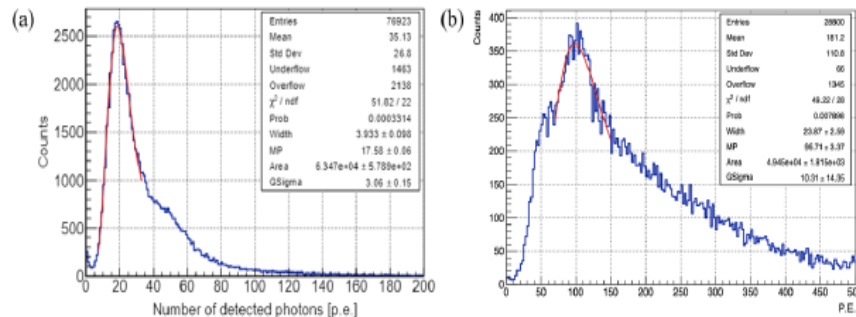 (a)
Entries 76923
Mean 35.13
Std Dev 26.8
Underflow 1463
Overflow 2138
χ² / ndf 51.82 / 22
Prob 0.0003314
Width 3.933 ± 0.098
MP 17.58 ± 0.06
Area 6.347e+04 ± 5.789e+02
GSigma 3.06 ± 0.15
Counts
2500
2000
1500
1000
500
0
0 20 40 60 80 100 120 140 160 180 200
Number of detected photons [p.e.]
(b)
Entries 28800
Mean 181.2
Std Dev 110.8
Underflow 66
Overflow 1345
χ² / ndf 49.22 / 28
Prob 0.007898
Width 23.87 ± 2.59
MP 96.71 ± 3.37
Area 4.945e+04 ± 1.815e+03
GSigma 10.31 ± 14.35
Counts
400
350
300
250
200
150
100
50
0
0 50 100 150 200 250 300 350 400 450 500
P.E.